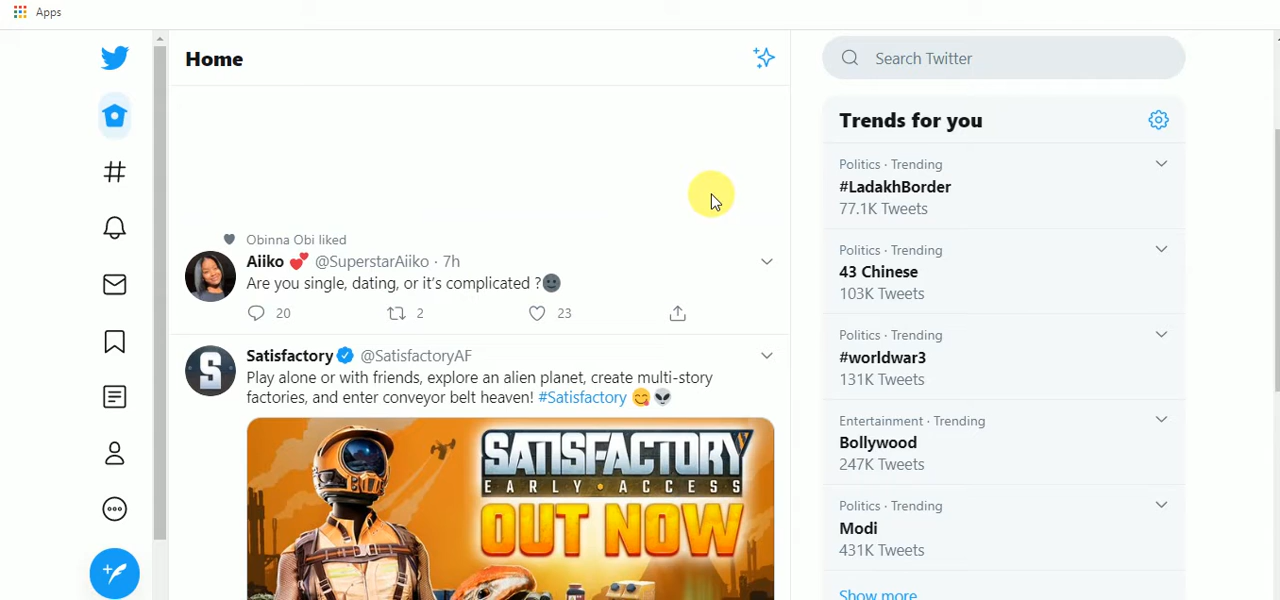 Apps
Home
Obinna Obi liked
Aiiko 💕 @SuperstarAiiko · 7h
Are you single, dating, or it's complicated ?🌚
20 2 23
Satisfactory @SatisfactoryAF
Play alone or with friends, explore an alien planet, create multi-story
factories, and enter conveyor belt heaven! #Satisfactory 😋 👽
S
SATISFACTORY
EARLY • ACCESS
OUT NOW
Search Twitter
Trends for you
Politics · Trending
#LadakhBorder
77.1K Tweets
Politics · Trending
43 Chinese
103K Tweets
Politics · Trending
#worldwar3
131K Tweets
Entertainment · Trending
Bollywood
247K Tweets
Politics · Trending
Modi
431K Tweets
Show more